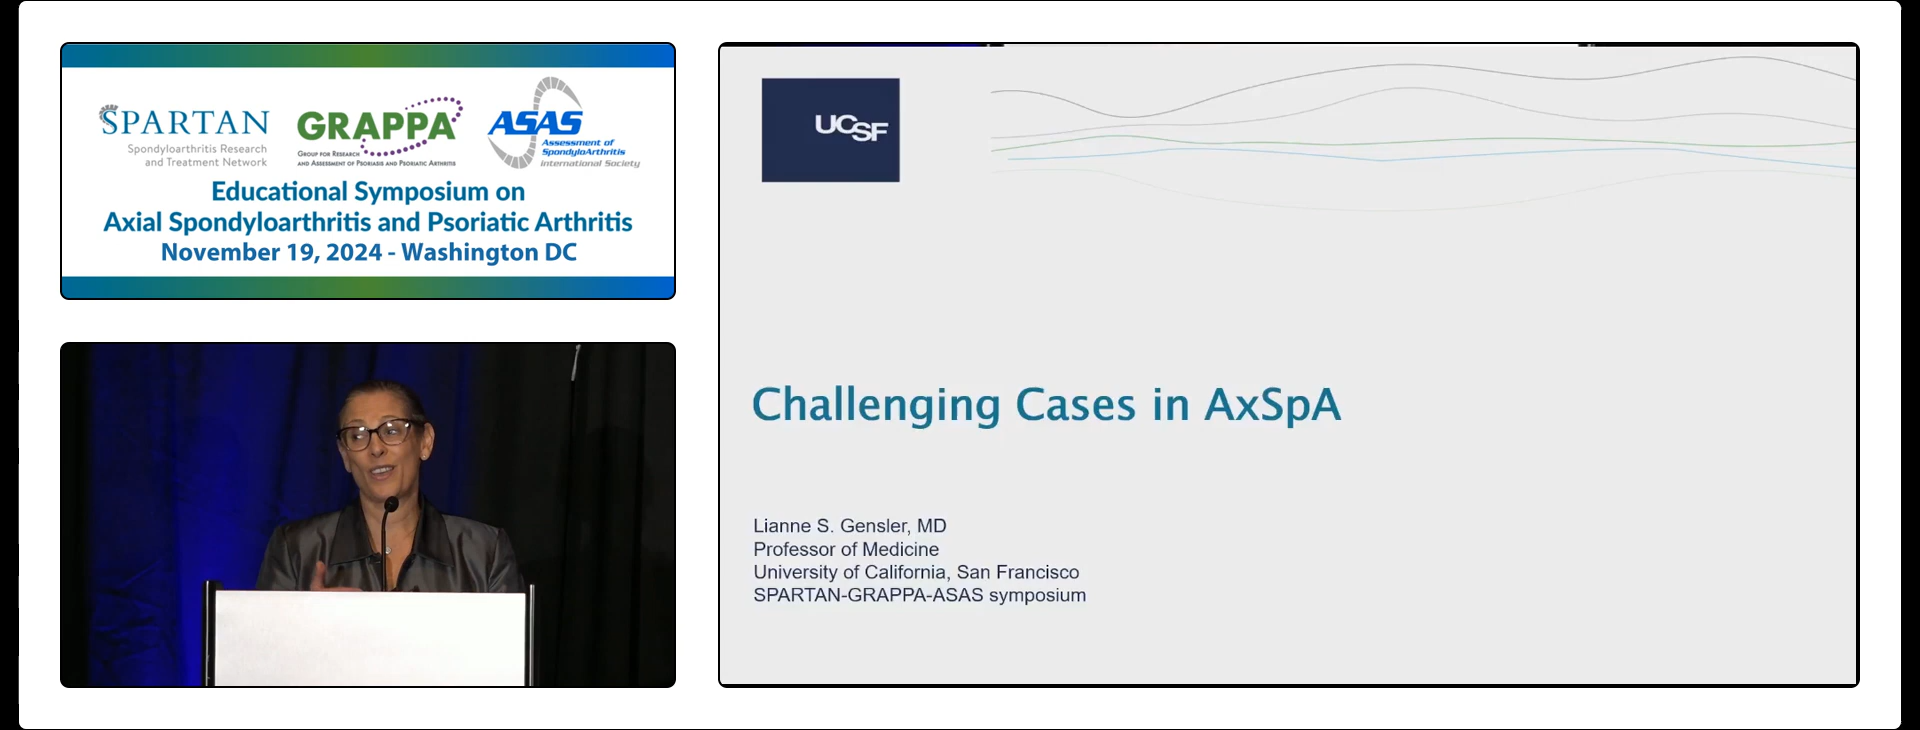 SPARTAN
Spondyloarthritis Research
and Treatment Network
GRAPPA
Group for Research
and Assessment of Psoriasis and Psoriatic Arthritis
ASAS
Assessment of
SpondyloArthritis
international Society
Educational Symposium on
Axial Spondyloarthritis and Psoriatic Arthritis
November 19, 2024 - Washington DC
UCSF
Challenging Cases in AxSpA
Lianne S. Gensler, MD
Professor of Medicine
University of California, San Francisco
SPARTAN-GRAPPA-ASAS symposium